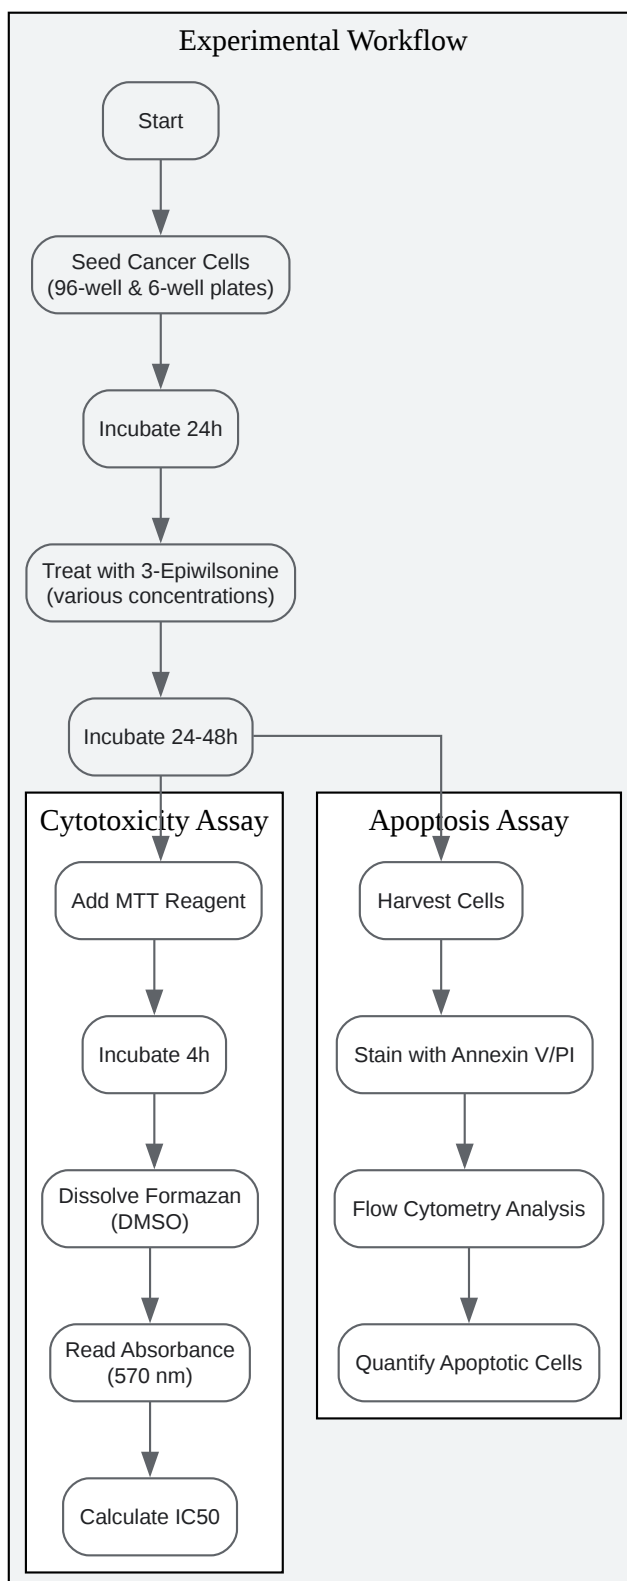 Experimental Workflow
Start
Seed Cancer Cells
(96-well & 6-well plates)
Incubate 24h
Treat with 3-Epiwilsonine
(various concentrations)
Incubate 24-48h
Cytotoxicity Assay
Add MTT Reagent
Incubate 4h
Dissolve Formazan
(DMSO)
Read Absorbance
(570 nm)
Calculate IC50
Apoptosis Assay
Harvest Cells
Stain with Annexin V/PI
Flow Cytometry Analysis
Quantify Apoptotic Cells